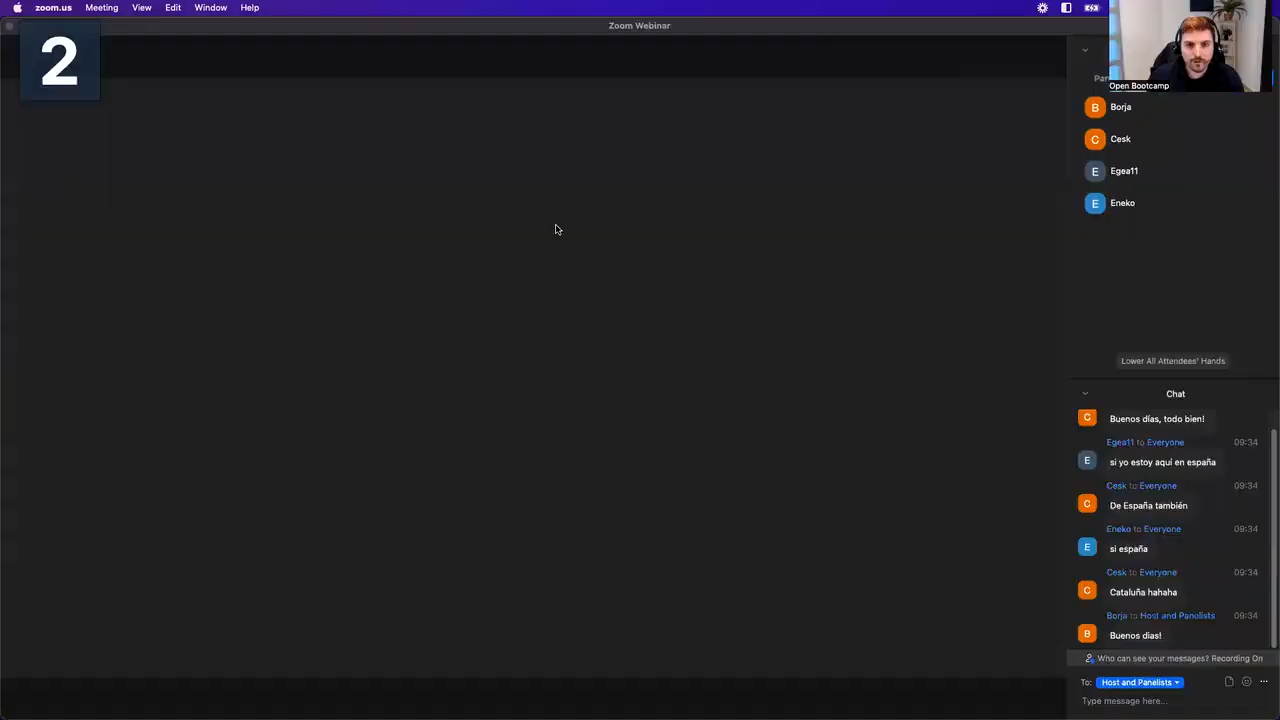 zoom.us Meeting View Edit Window Help
Zoom Webinar
2
Open Bootcamp
B Borja
C Cesk
E Egea11
E Eneko
Lower All Attendees' Hands
Chat
C Buenos días, todo bien!
Egea11 to Everyone 09:34
E si yo estoy aquí en españa
Cesk to Everyone 09:34
C De España también
Eneko to Everyone 09:34
E si españa
Cesk to Everyone 09:34
C Cataluña hahaha
Borja to Host and Panelists 09:34
B Buenos dias!
Who can see your messages? Recording On
To: Host and Panelists
Type message here...